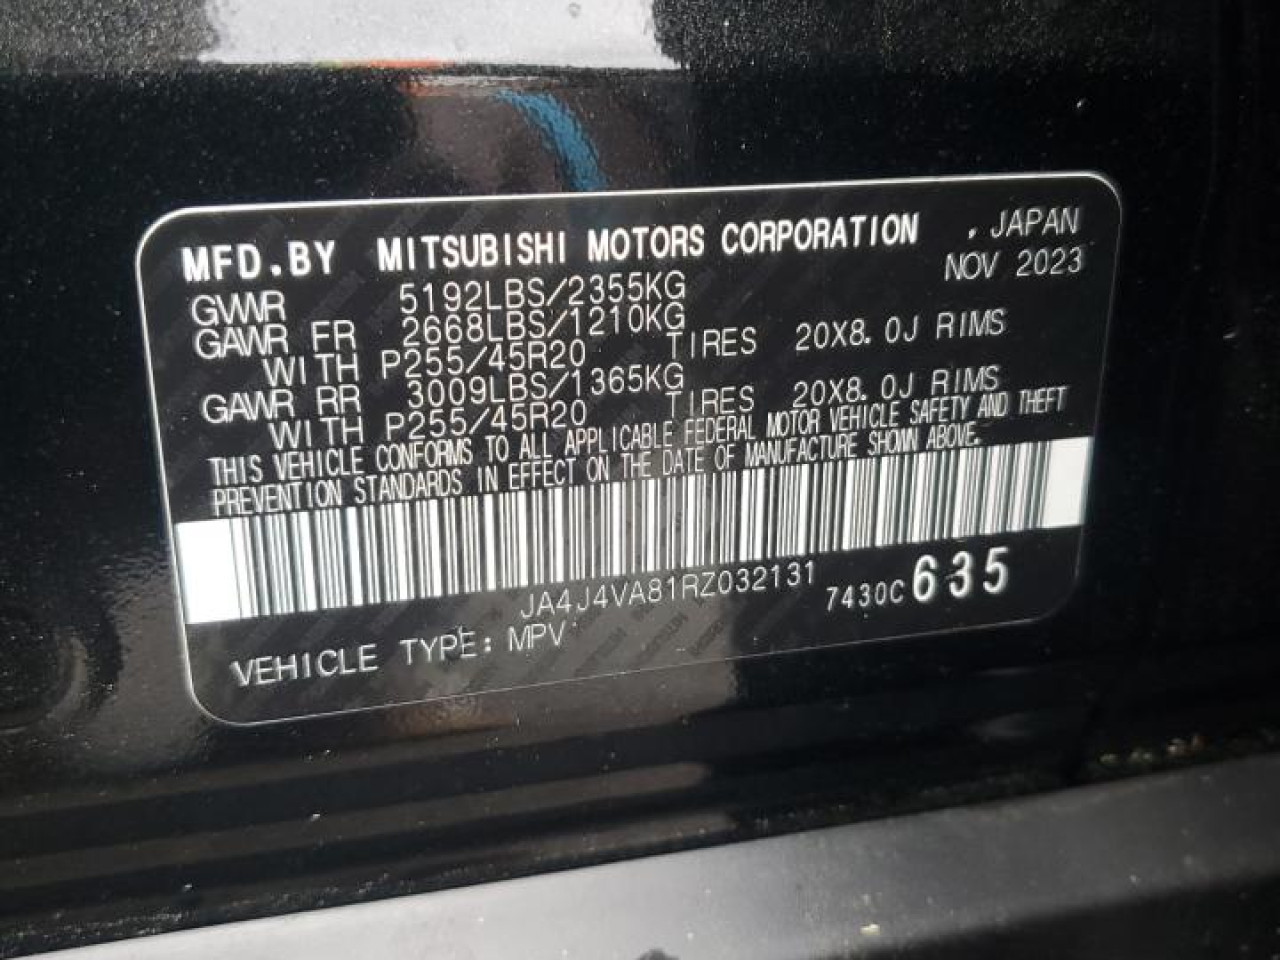 MFD.BY MITSUBISHI MOTORS CORPORATION , JAPAN
NOV 2023
GVWR 5192LBS/2355KG
GAWR FR 2668LBS/1210KG
WITH P255/45R20 TIRES 20X8.0J RIMS
GAWR RR 3009LBS/1365KG
WITH P255/45R20 TIRES 20X8.0J RIMS
THIS VEHICLE CONFORMS TO ALL APPLICABLE FEDERAL MOTOR VEHICLE SAFETY AND THEFT
PREVENTION STANDARDS IN EFFECT ON THE DATE OF MANUFACTURE SHOWN ABOVE.
JA4J4VA81RZ032131 7430C 635
VEHICLE TYPE: MPV